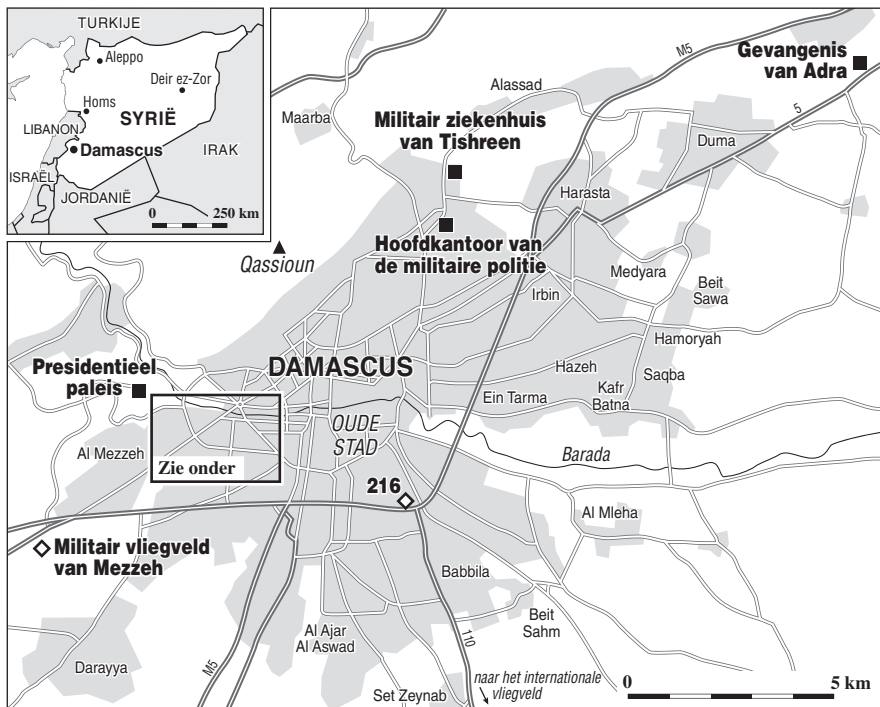 TURKIJE
Aleppo
Deir ez-Zor
Homs
SYRIË
LIBANON
Damascus
IRAK
ISRAËL
JORDANIË
0 250 km
M5
Gevangenis
van Adra
Alassad
Maarba
Militair ziekenhuis
van Tishreen
5
Duma
Harasta
Hoofdkantoor van
de militaire politie
Qassioun
Medyara
Beit
Sawa
Irbin
Hamoryah
Presidentieel
paleis
DAMASCUS
Hazeh
Saqba
Kafr
Batna
Ein Tarma
OUDE
STAD
Al Mezzeh
Zie onder
Barada
216
Al Mleha
Militair vliegveld
van Mezzeh
Babbila
Beit
Sahm
Al Ajar
Al Aswad
110
M5
Darayya
Set Zeynab
naar het internationale
vliegveld
0 5 km